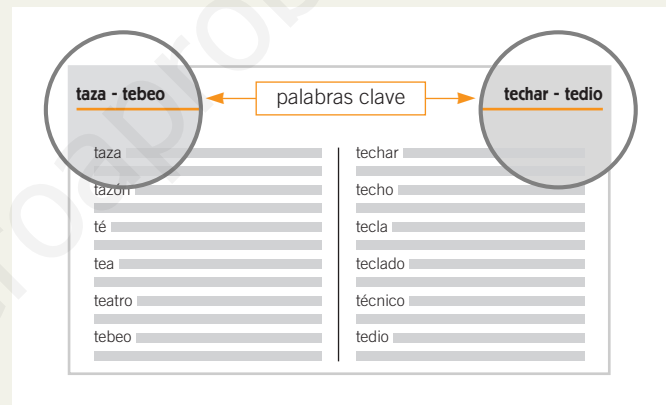 taza - tebeo
palabras clave
techar - tedio
taza
tazón
té
tea
teatro
tebeo
techar
techo
tecla
teclado
técnico
tedio